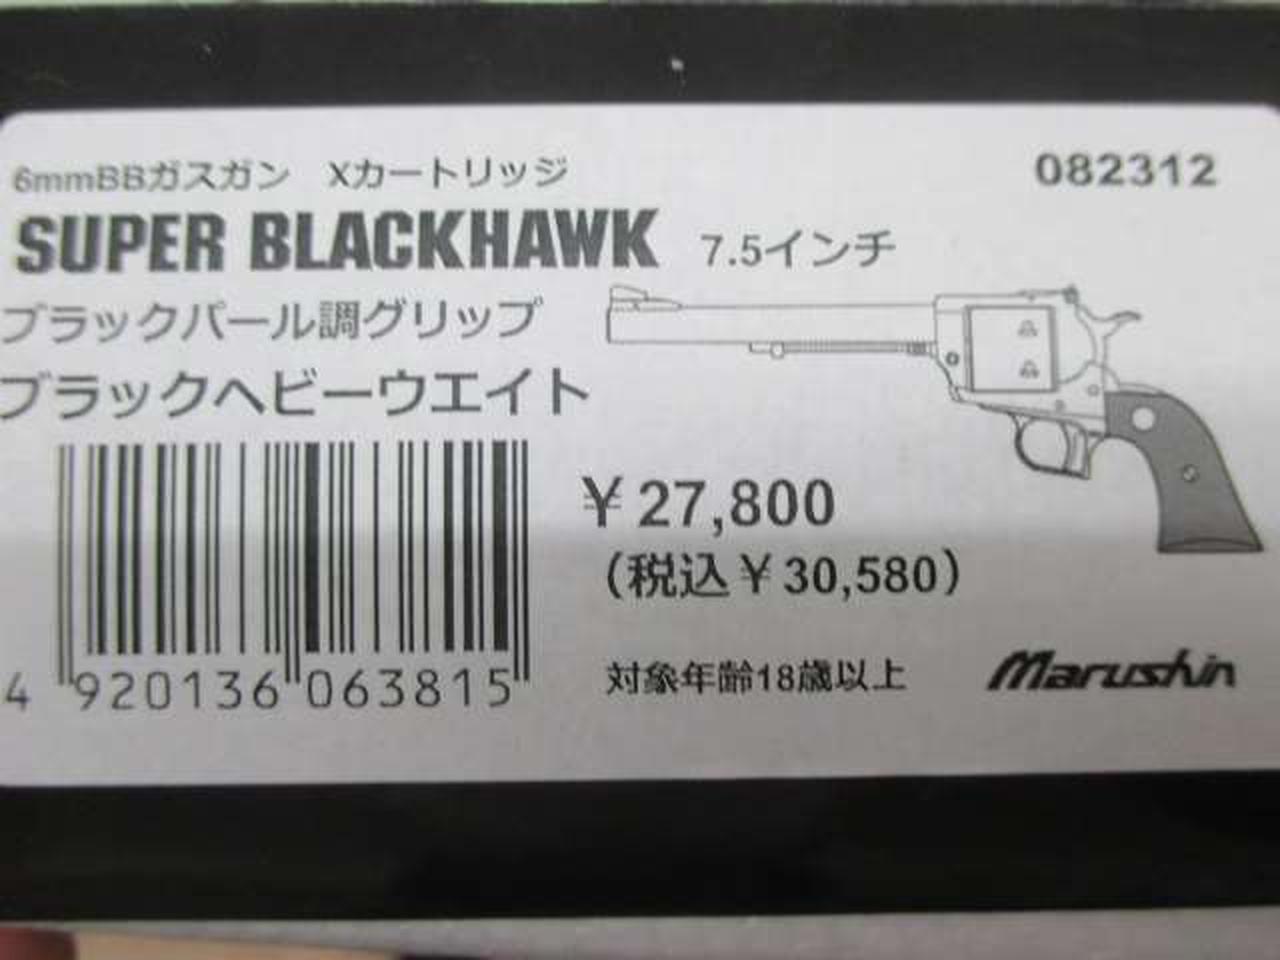 6mmBBガスガン　Xカートリッジ
082312
SUPER BLACKHAWK 7.5インチ
ブラックパール調グリップ
ブラックヘビーウエイト
¥27,800
(税込¥30,580)
4 920136 063815
対象年齢18歳以上
Marushin